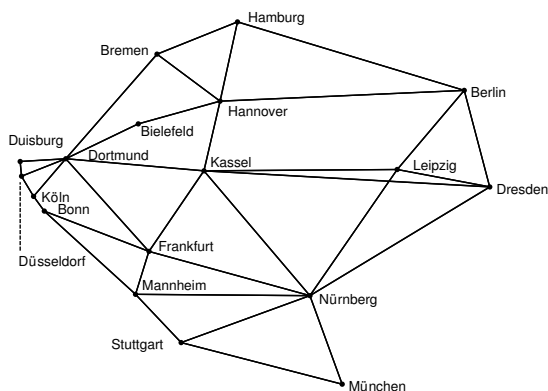 Hamburg
Bremen
Berlin
Hannover
Bielefeld
Duisburg
Dortmund
Kassel
Leipzig
Dresden
Köln
Bonn
Frankfurt
Düsseldorf
Mannheim
Nürnberg
Stuttgart
München